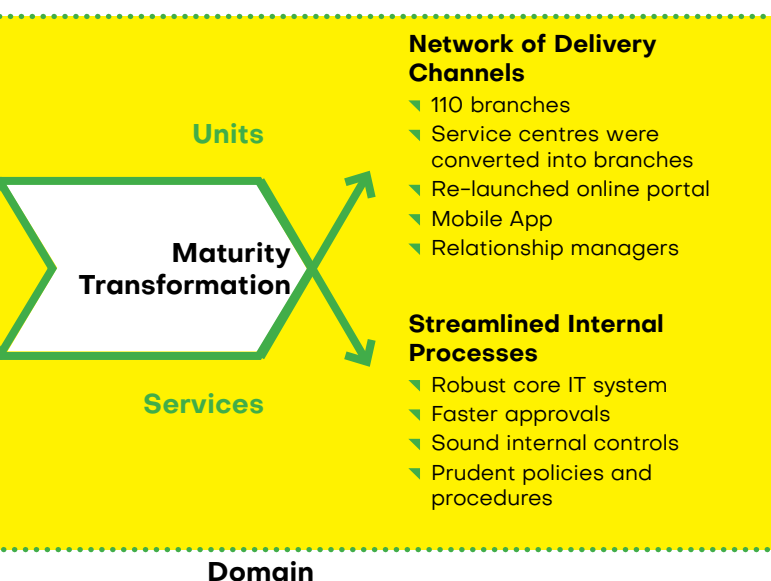 Units
Maturity
Transformation
Services
Network of Delivery
Channels
110 branches
Service centres were
converted into branches
Re-launched online portal
Mobile App
Relationship managers
Streamlined Internal
Processes
Robust core IT system
Faster approvals
Sound internal controls
Prudent policies and
procedures
Domain